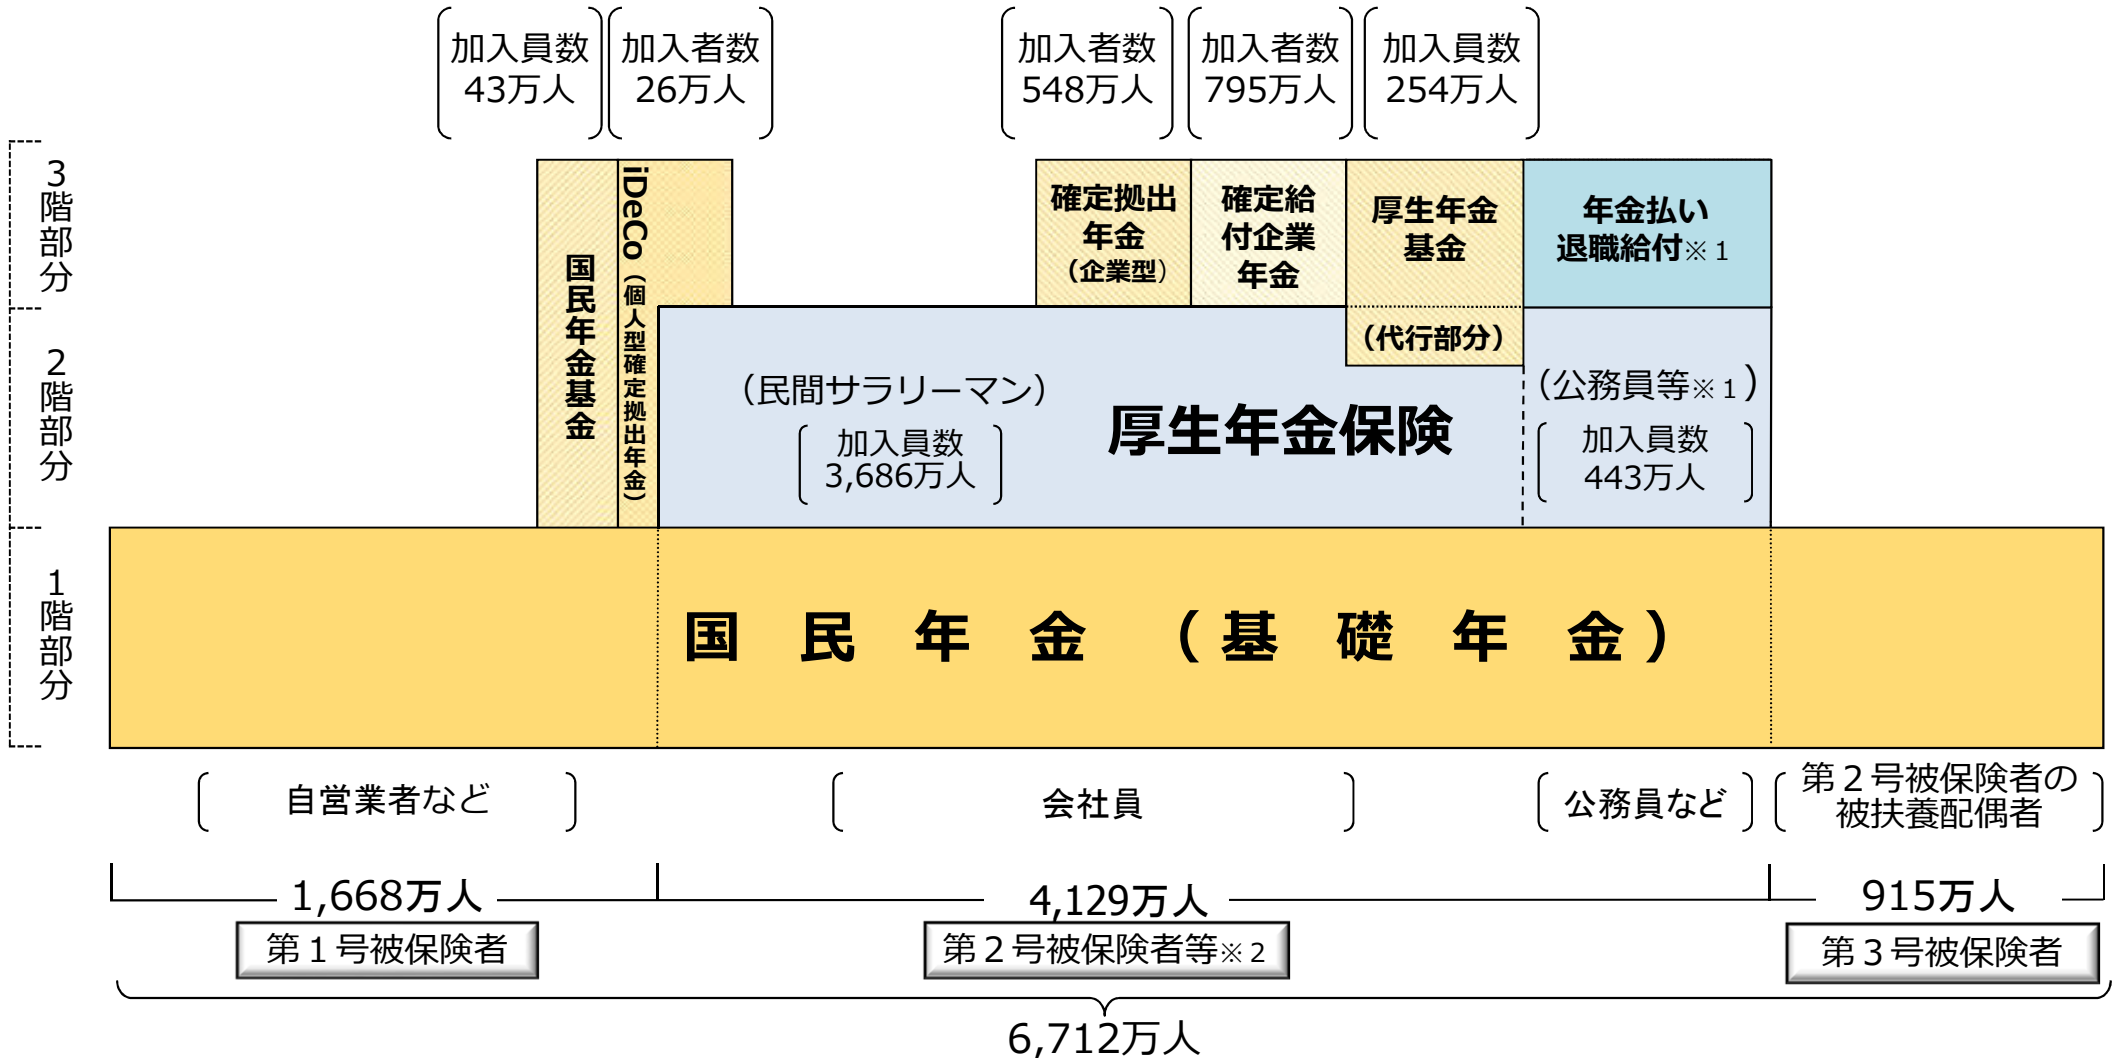 加入員数
43万人
加入者数
26万人
加入者数
548万人
加入者数
795万人
加入員数
254万人
3階部分
2階部分
1階部分
国民年金基金
iDeCo（個人型確定拠出年金）
確定拠出
年金
（企業型）
確定給
付企業
年金
厚生年金
基金
（代行部分）
年金払い
退職給付※１
（民間サラリーマン）
加入員数
3,686万人
厚生年金保険
（公務員等※１）
加入員数
443万人
国民年金（基礎年金）
自営業者など
会社員
公務員など
第２号被保険者の
被扶養配偶者
1,668万人
第１号被保険者
4,129万人
第２号被保険者等※２
915万人
第３号被保険者
6,712万人